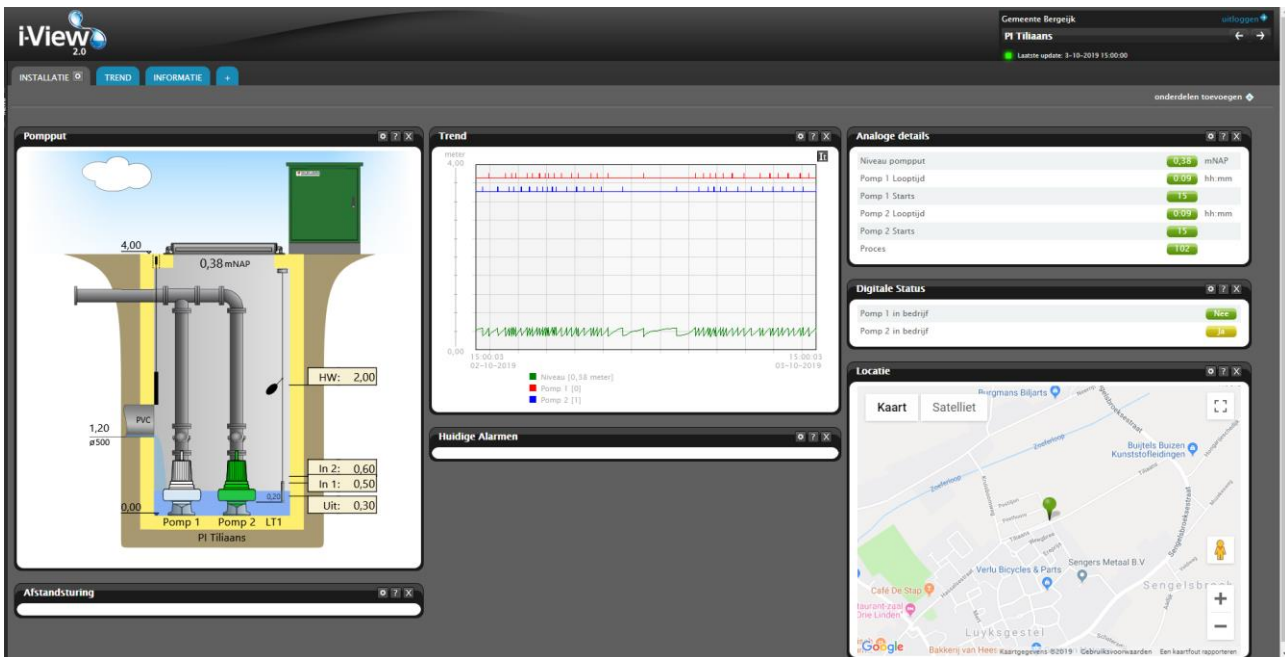 i-View
2.0
Gemeente Bergeijk
uitloggen
PI Tiliaans
Laatste update: 3-10-2019 15:00:00
INSTALLATIE
TREND
INFORMATIE
+
onderdelen toevoegen
Pompput
? X
4,00
0,38 mNAP
HW: 2,00
PVC
1,20
ø500
In 2: 0,60
In 1: 0,50
0,20
Uit: 0,30
0,00
Pomp 1 Pomp 2 LT1
PI Tiliaans
Afstandsturing
? X
Trend
? X
meter
4,00
0,00
15:00:03
02-10-2019
15:00:03
03-10-2019
Niveau [0,38 meter]
Pomp 1 [0]
Pomp 2 [1]
Huidige Alarmen
? X
Analoge details
? X
Niveau pompput 0,38 mNAP
Pomp 1 Looptijd 0:09 hh:mm
Pomp 1 Starts 15
Pomp 2 Looptijd 0:09 hh:mm
Pomp 2 Starts 15
Proces 102
Digitale Status
? X
Pomp 1 in bedrijf Nee
Pomp 2 in bedrijf Ja
Locatie
? X
Kaart Satelliet
Burgmans Biljarts
Sengelsbroeksestraat
Zoeferloop
Buijtels Buizen
Kunststofleidingen
Zoeferloop
Tiliaans
Verlu Bicycles & Parts
Sengers Metaal B.V
Café De Stap
Sengelsbroek
Luyksgestel
Google
Bakkerij van Hees
Kaartgegevens ©2019 Gebruiksvoorwaarden Een kaartfout rapporteren